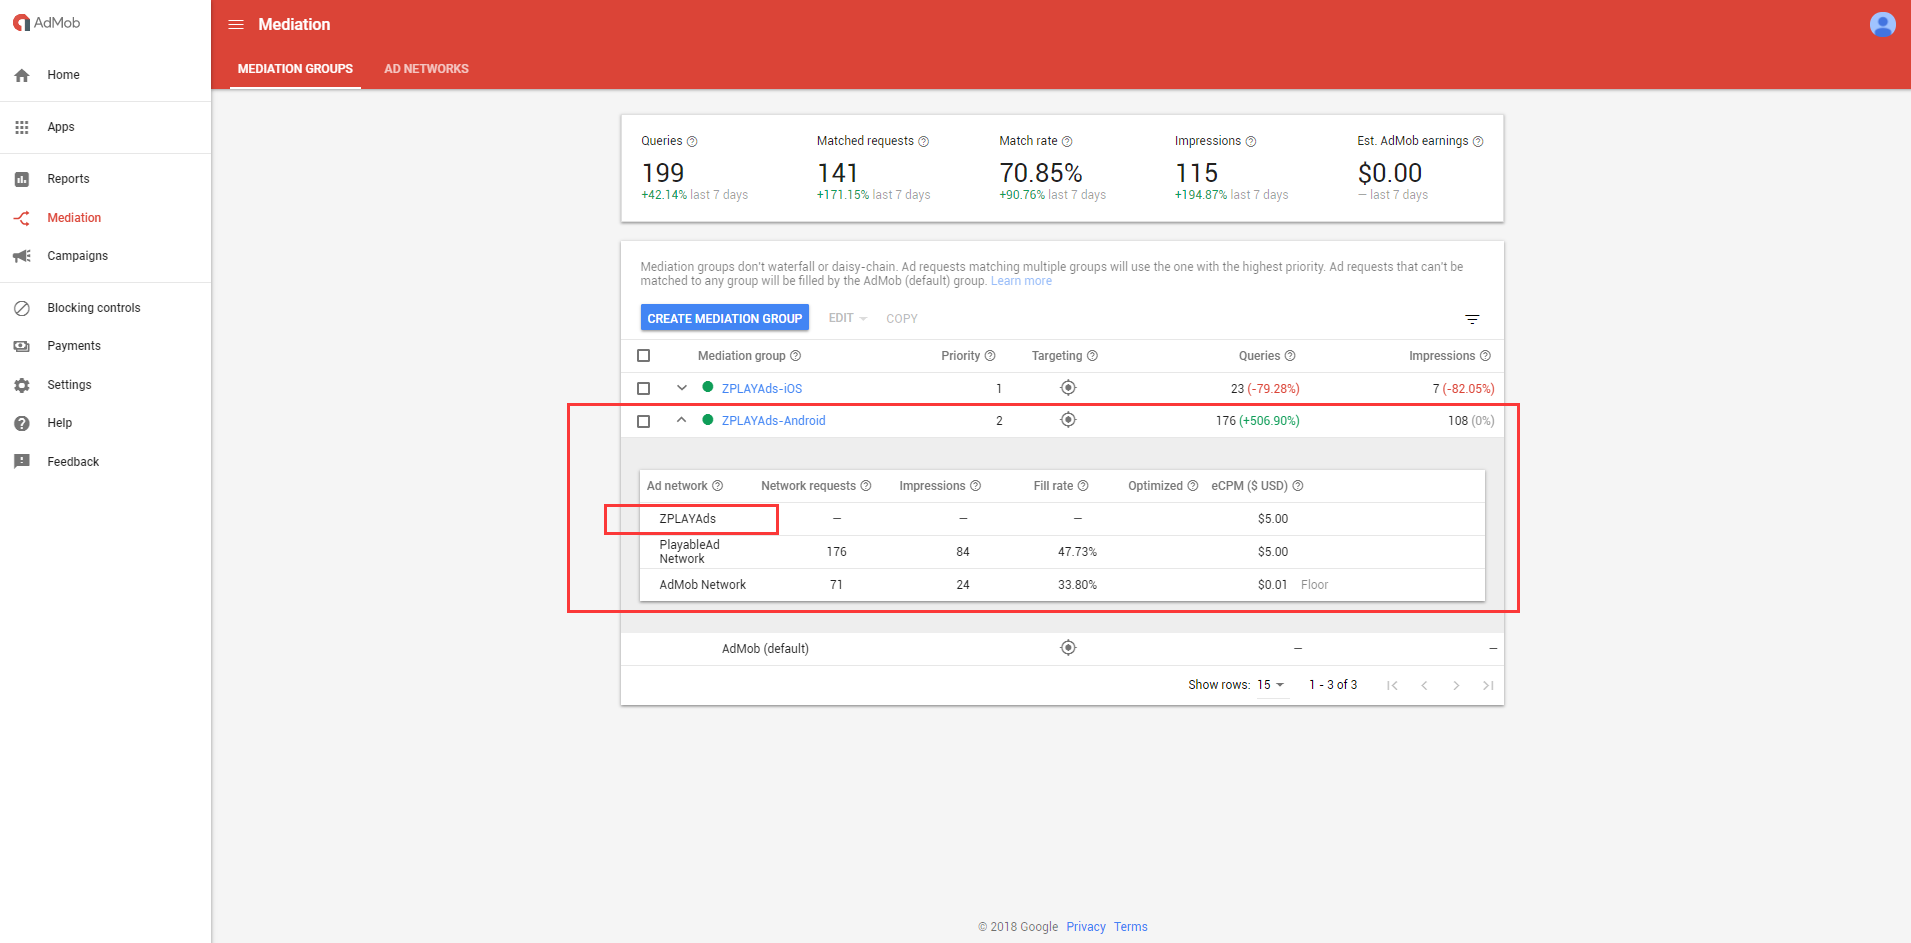 AdMob
Mediation
MEDIATION GROUPS AD NETWORKS
Home
Apps
Reports
Mediation
Campaigns
Blocking controls
Payments
Settings
Help
Feedback
Queries Matched requests Match rate Impressions Est. AdMob earnings
199 141 70.85% 115 $0.00
+42.14% last 7 days +171.15% last 7 days +90.76% last 7 days +194.87% last 7 days — last 7 days
Mediation groups don't waterfall or daisy-chain. Ad requests matching multiple groups will use the one with the highest priority. Ad requests that can't be
matched to any group will be filled by the AdMob (default) group. Learn more
CREATE MEDIATION GROUP EDIT COPY
Mediation group Priority Targeting Queries Impressions
ZPLAYAds-iOS 1 23 (-79.28%) 7 (-82.05%)
ZPLAYAds-Android 2 176 (+506.90%) 108 (0%)
Ad network Network requests Impressions Fill rate Optimized eCPM ($ USD)
ZPLAYAds — — — $5.00
PlayableAd
Network 176 84 47.73% $5.00
AdMob Network 71 24 33.80% $0.01 Floor
AdMob (default) — —
Show rows: 15 1 - 3 of 3
© 2018 Google Privacy Terms